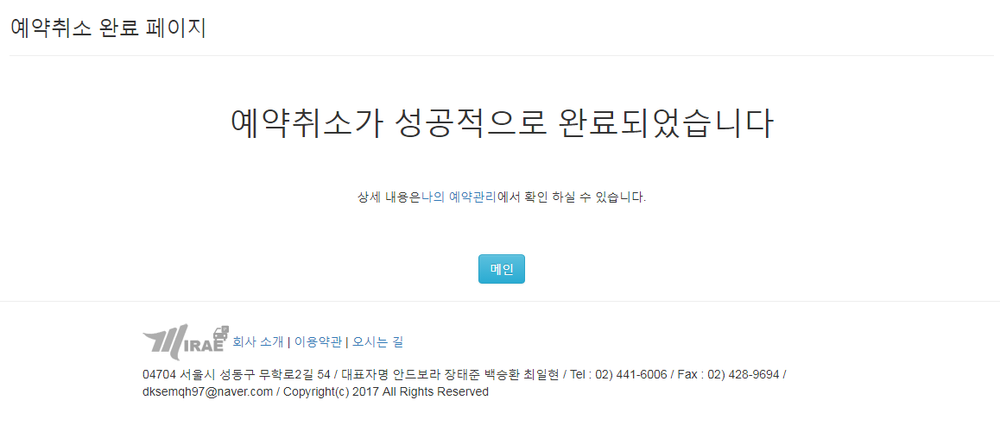 예약취소 완료 페이지
예약취소가 성공적으로 완료되었습니다
상세 내용은나의 예약관리에서 확인 하실 수 있습니다.
메인
MIRAE P 회사 소개 | 이용약관 | 오시는 길
04704 서울시 성동구 무학로2길 54 / 대표자명 안드보라 장태준 백승환 최일현 / Tel : 02) 441-6006 / Fax : 02) 428-9694 /
dksemqh97@naver.com / Copyright(c) 2017 All Rights Reserved